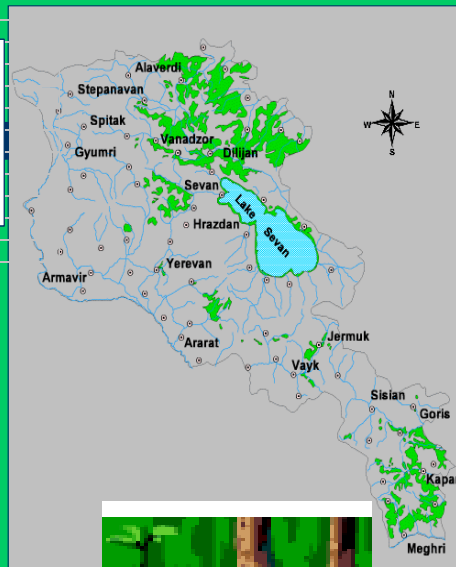 Alaverdi
Stepanavan
N
Spitak
W
E
Vanadzor
S
Gyumri
Dilijan
Sevan
Lake
Sevan
Hrazdan
Yerevan
Armavir
Jermuk
Ararat
Vayk
Sisian
Goris
Kapan
Meghri